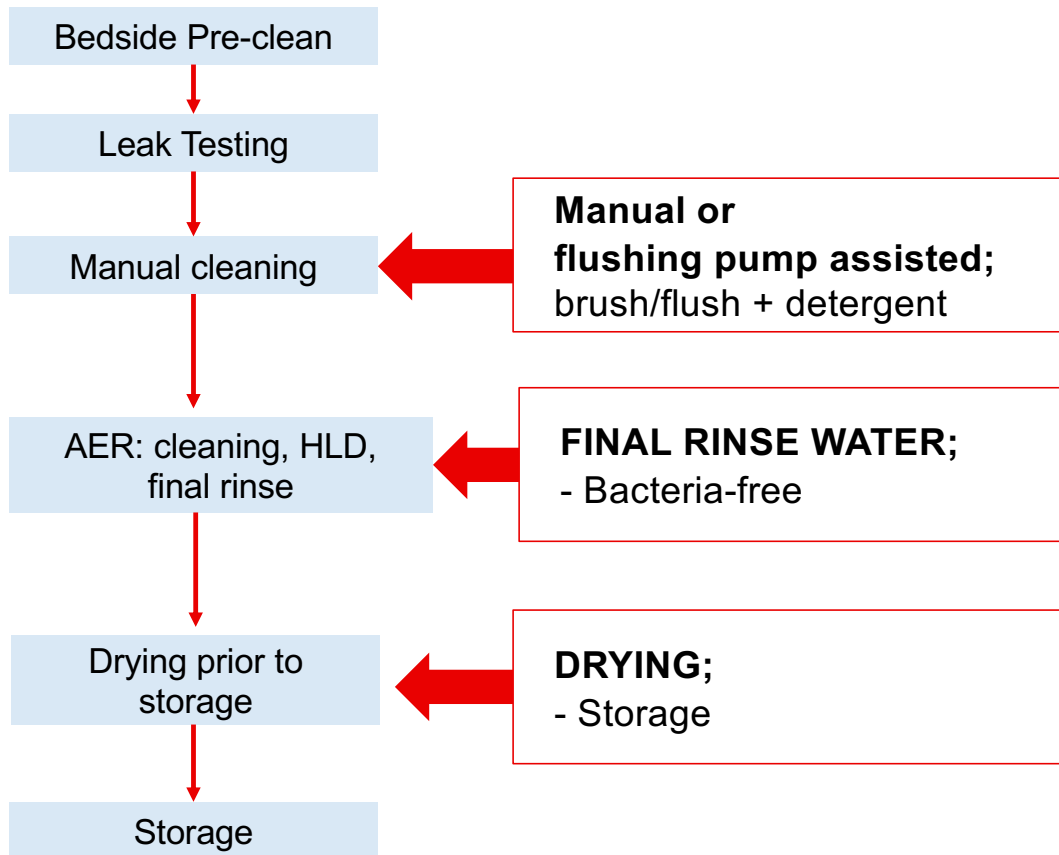 Bedside Pre-clean
Leak Testing
Manual cleaning
Manual or
flushing pump assisted;
brush/flush + detergent
AER: cleaning, HLD,
final rinse
FINAL RINSE WATER;
- Bacteria-free
Drying prior to
storage
DRYING;
- Storage
Storage